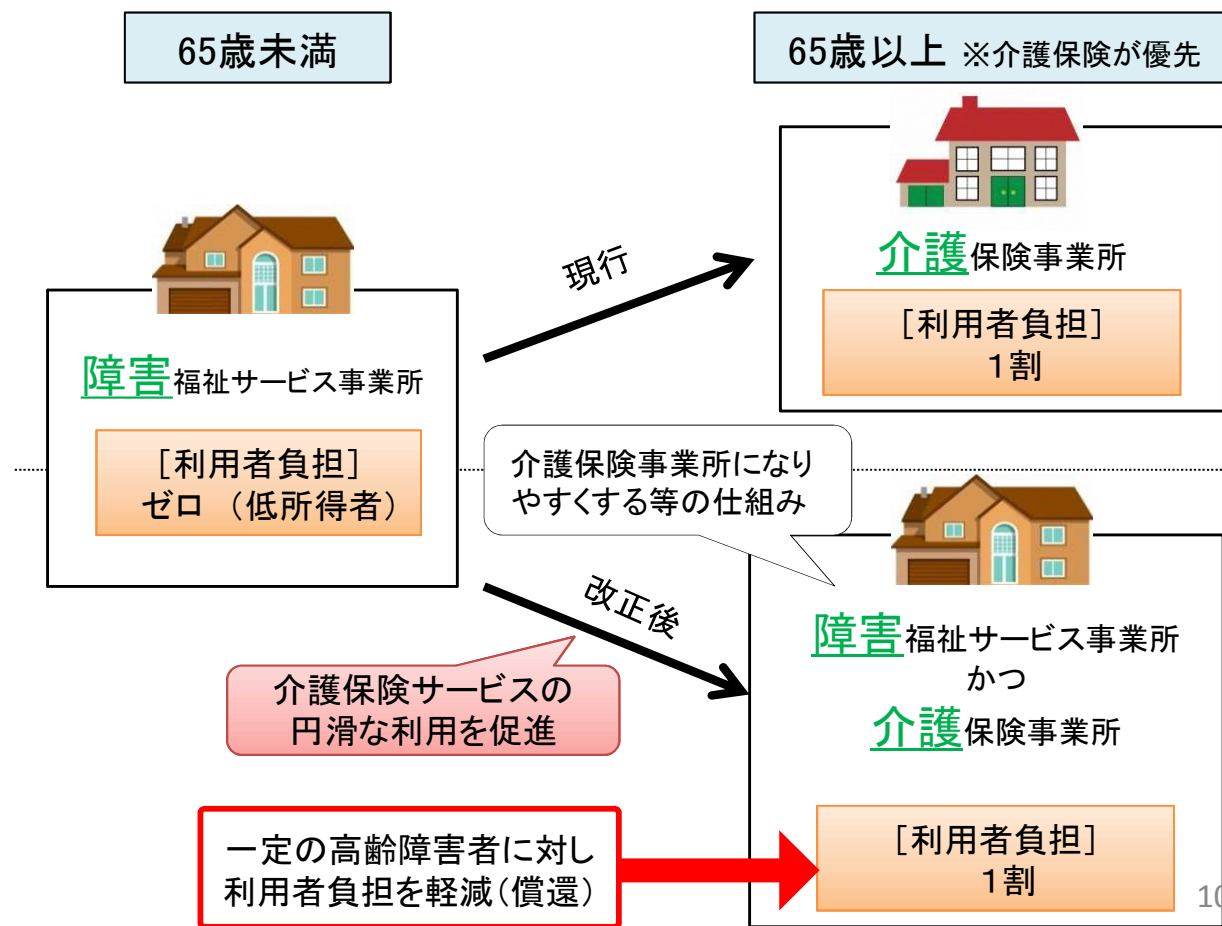 65歳未満
65歳以上 ※介護保険が優先
障害福祉サービス事業所
[利用者負担]
ゼロ （低所得者）
現行
介護保険事業所
[利用者負担]
1割
介護保険事業所になり
やすくする等の仕組み
改正後
介護保険サービスの
円滑な利用を促進
障害福祉サービス事業所
かつ
介護保険事業所
一定の高齢障害者に対し
利用者負担を軽減（償還）
[利用者負担]
1割
10